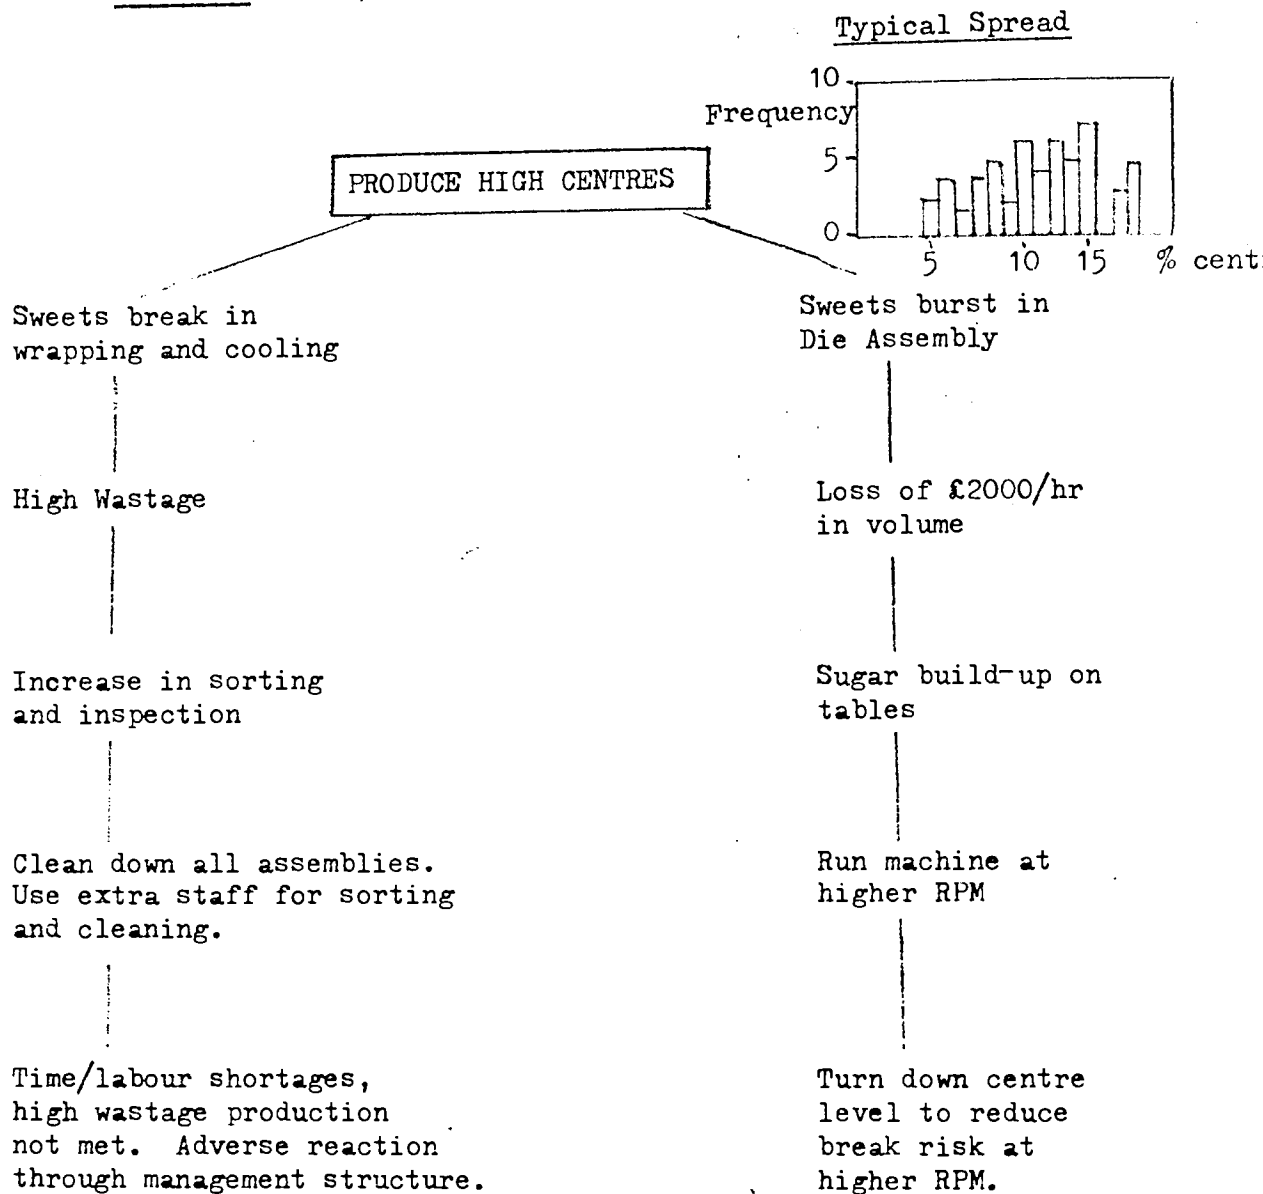 Typical Spread
10
Frequency
5
0
5 10 15 %
PRODUCE HIGH CENTRES
Sweets break in
wrapping and cooling
High Wastage
Increase in sorting
and inspection
Clean down all assemblies.
Use extra staff for sorting
and cleaning.
Time/labour shortages,
high wastage production
not met. Adverse reaction
through management structure.
Sweets burst in
Die Assembly
Loss of £2000/hr
in volume
Sugar build-up on
tables
Run machine at
higher RPM
Turn down centre
level to reduce
break risk at
higher RPM.